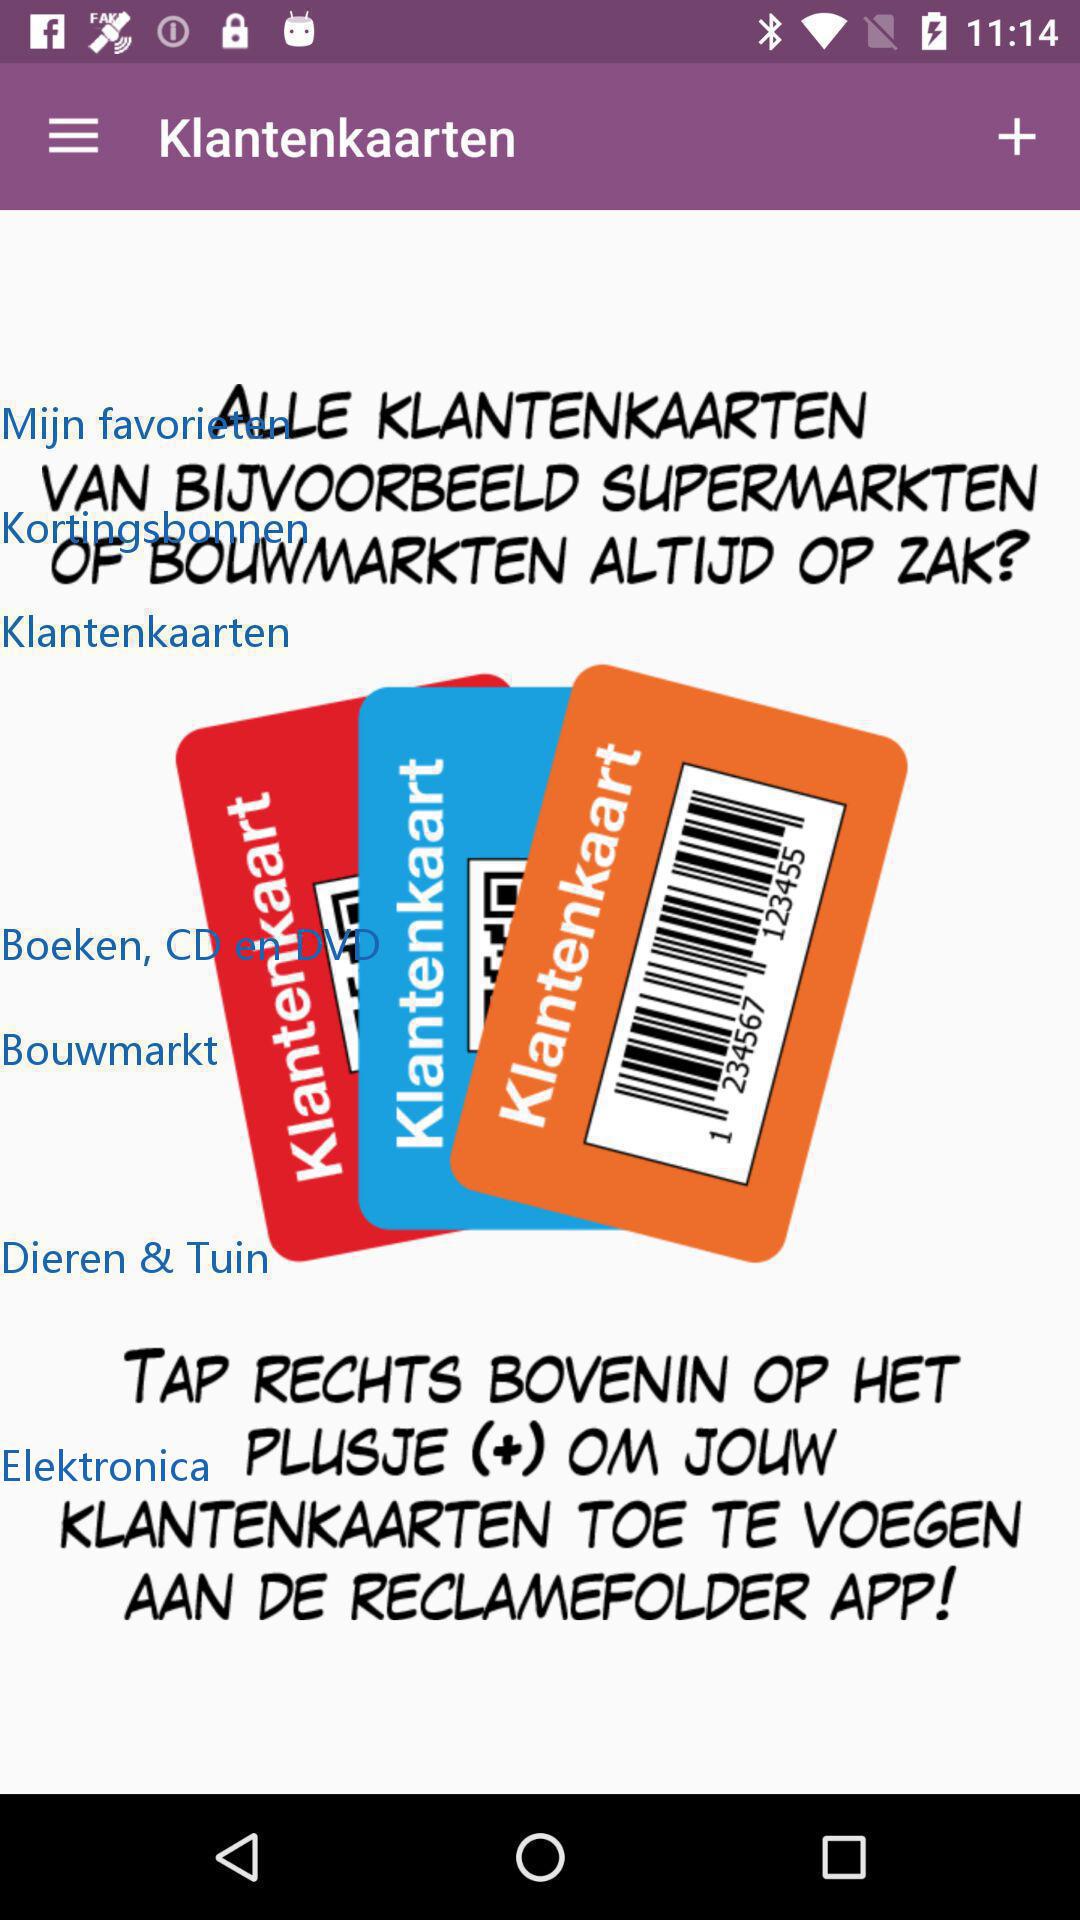 FAKE
11:14
Klantenkaarten
Alle klantenkaarten
Mijn favorieten
van bijvoorbeeld supermarkten
Kortingsbonnen
of bouwmarkten altijd op zak?
Klantenkaarten
Klantenkaart
Klantenkaart
Klantenkaart
1 234567 123455
Boeken, CD en DVD
Bouwmarkt
Dieren & Tuin
Tap rechts bovenin op het
plusje (+) om jouw
Elektronica
klantenkaarten toe te voegen
aan de Reclamefolder app!